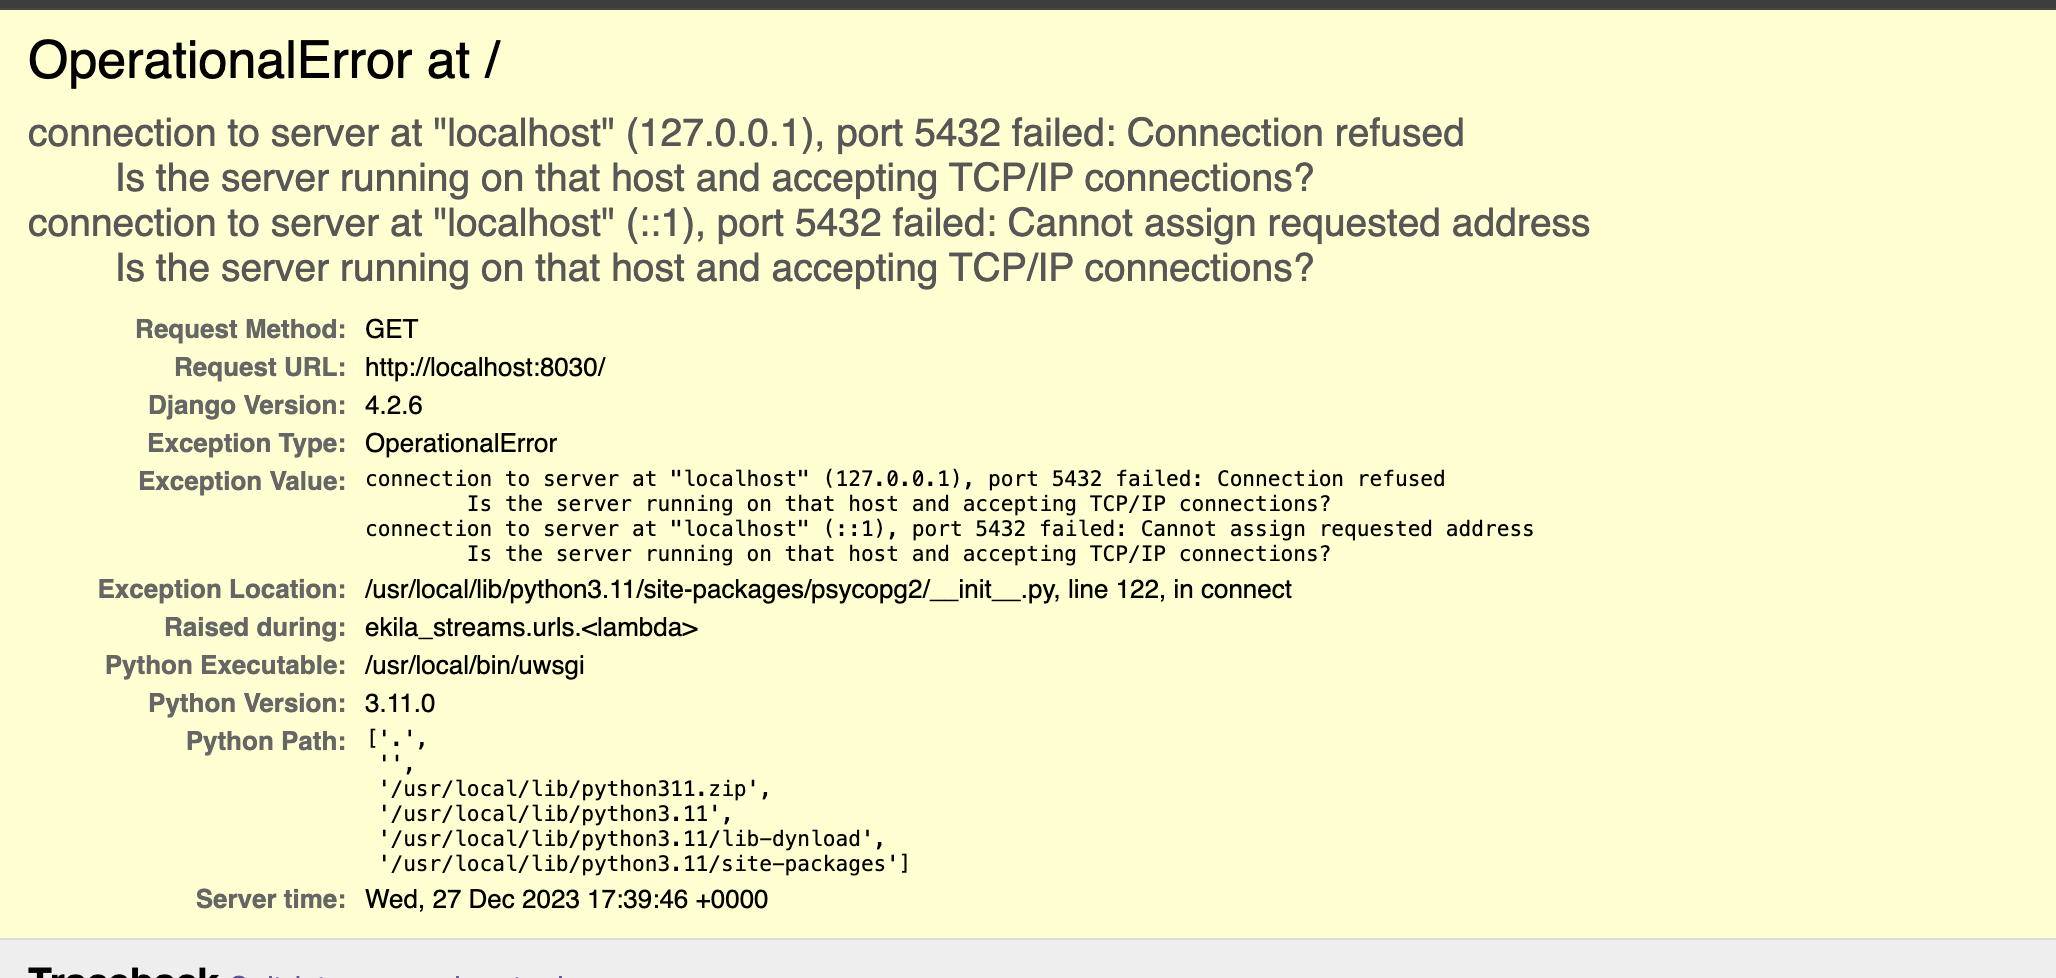 OperationalError at /
connection to server at "localhost" (127.0.0.1), port 5432 failed: Connection refused
Is the server running on that host and accepting TCP/IP connections?
connection to server at "localhost" (::1), port 5432 failed: Cannot assign requested address
Is the server running on that host and accepting TCP/IP connections?
Request Method: GET
Request URL: http://localhost:8030/
Django Version: 4.2.6
Exception Type: OperationalError
Exception Value: connection to server at "localhost" (127.0.0.1), port 5432 failed: Connection refused
Is the server running on that host and accepting TCP/IP connections?
connection to server at "localhost" (::1), port 5432 failed: Cannot assign requested address
Is the server running on that host and accepting TCP/IP connections?
Exception Location: /usr/local/lib/python3.11/site-packages/psycopg2/__init__.py, line 122, in connect
Raised during: ekila_streams.urls.<lambda>
Python Executable: /usr/local/bin/uwsgi
Python Version: 3.11.0
Python Path: ['.',
'',
'/usr/local/lib/python311.zip',
'/usr/local/lib/python3.11',
'/usr/local/lib/python3.11/lib-dynload',
'/usr/local/lib/python3.11/site-packages']
Server time: Wed, 27 Dec 2023 17:39:46 +0000
Traceback